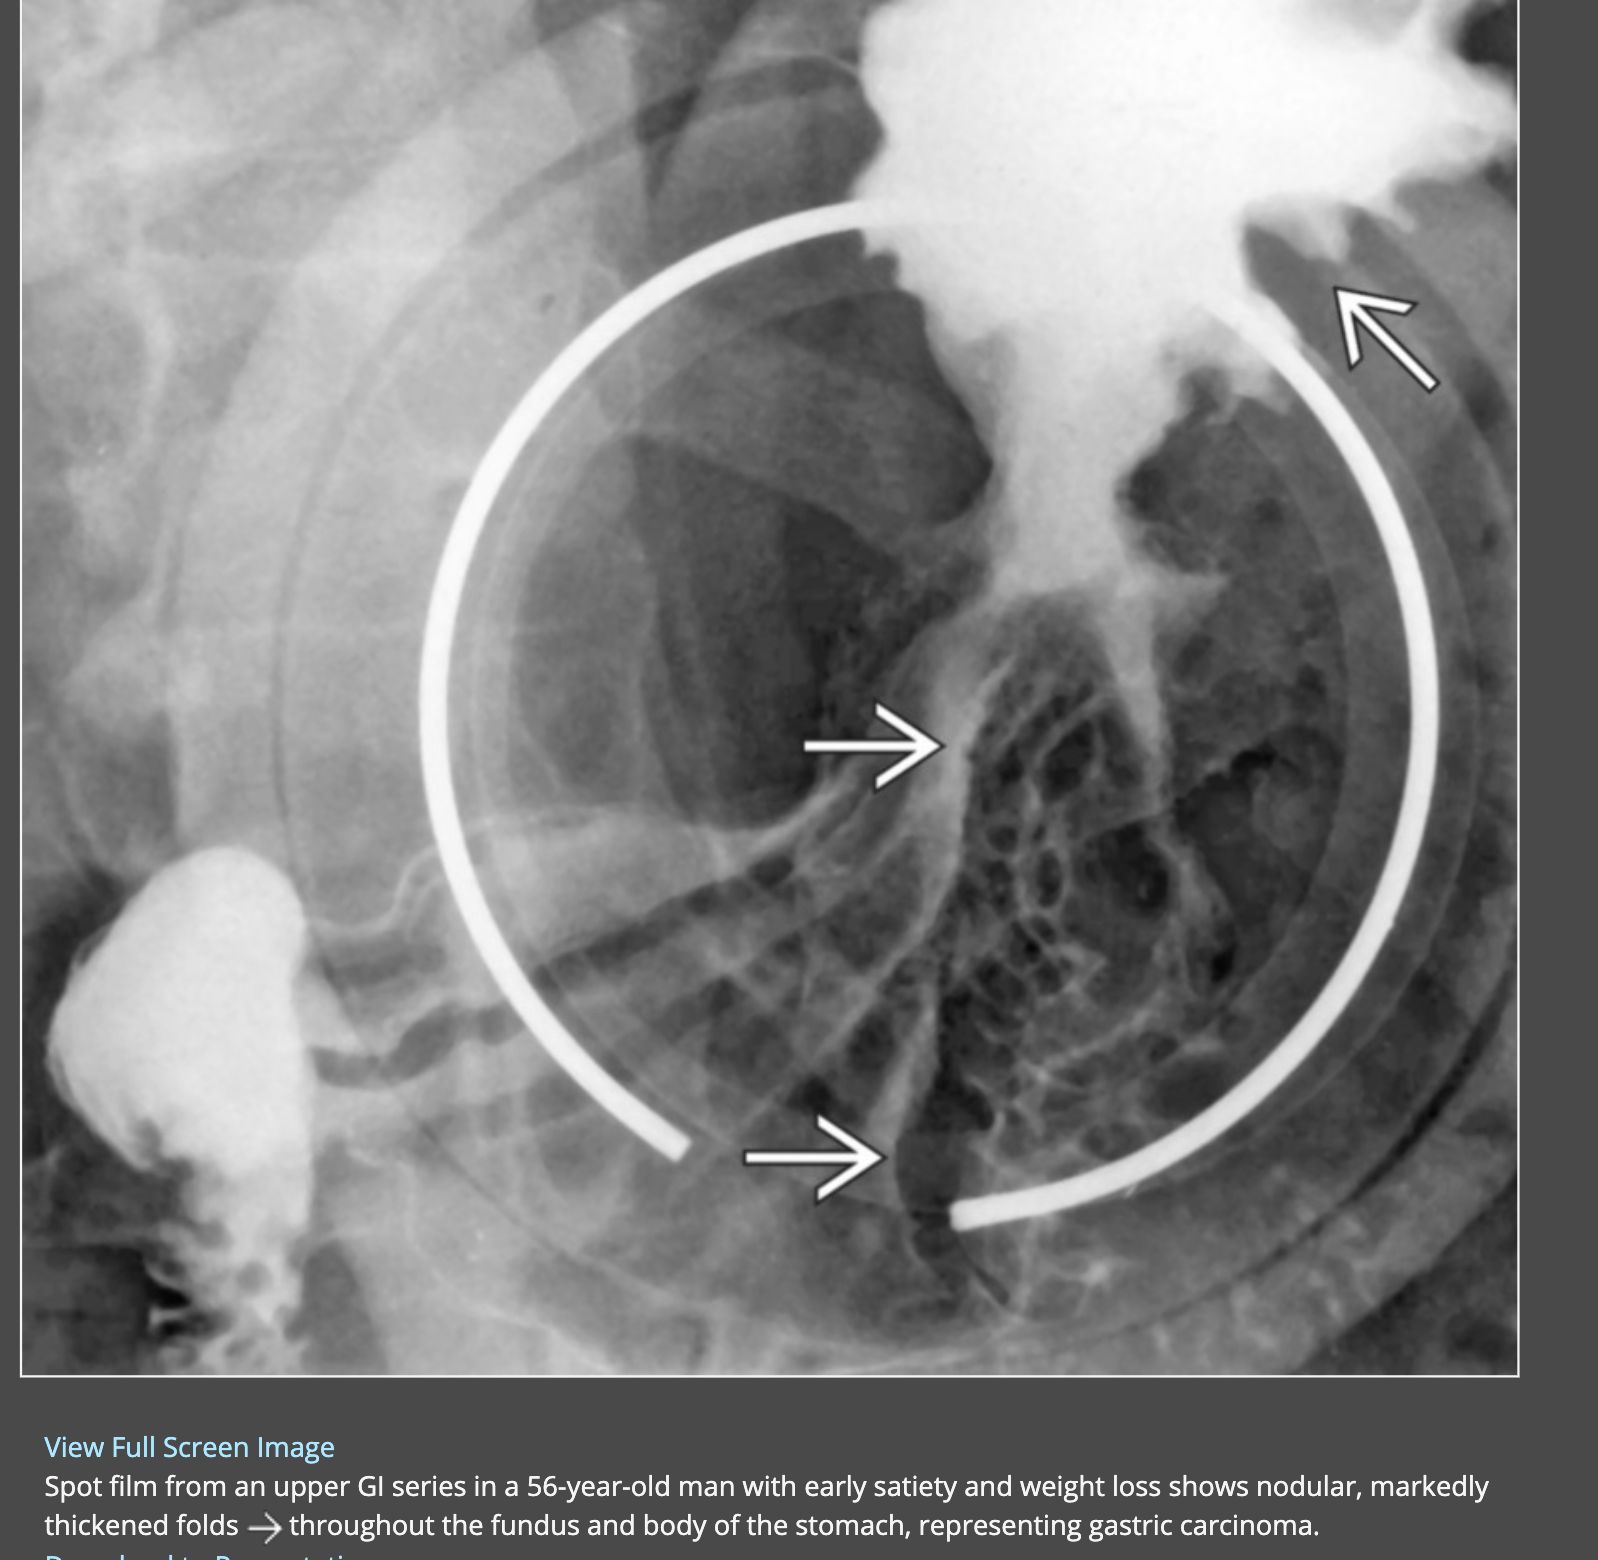 View Full Screen Image
Spot film from an upper GI series in a 56-year-old man with early satiety and weight loss shows nodular, markedly
thickened folds → throughout the fundus and body of the stomach, representing gastric carcinoma.